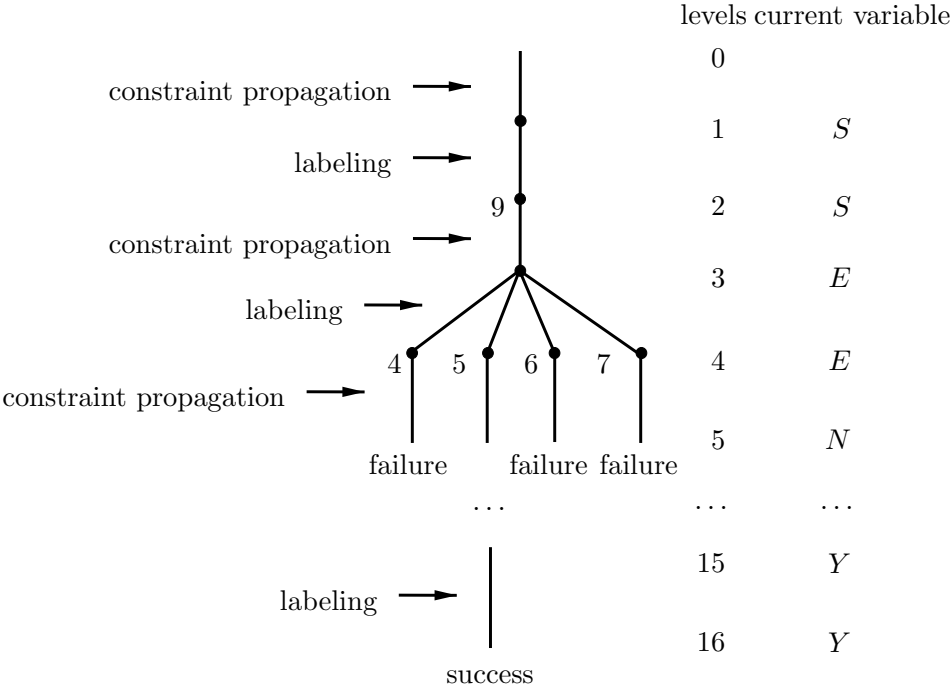 levels current variable
0
constraint propagation
1 S
labeling
9 2 S
constraint propagation
3 E
labeling
4 5 6 7 4 E
constraint propagation
5 N
failure failure failure
... ... ...
15 Y
labeling
16 Y
success